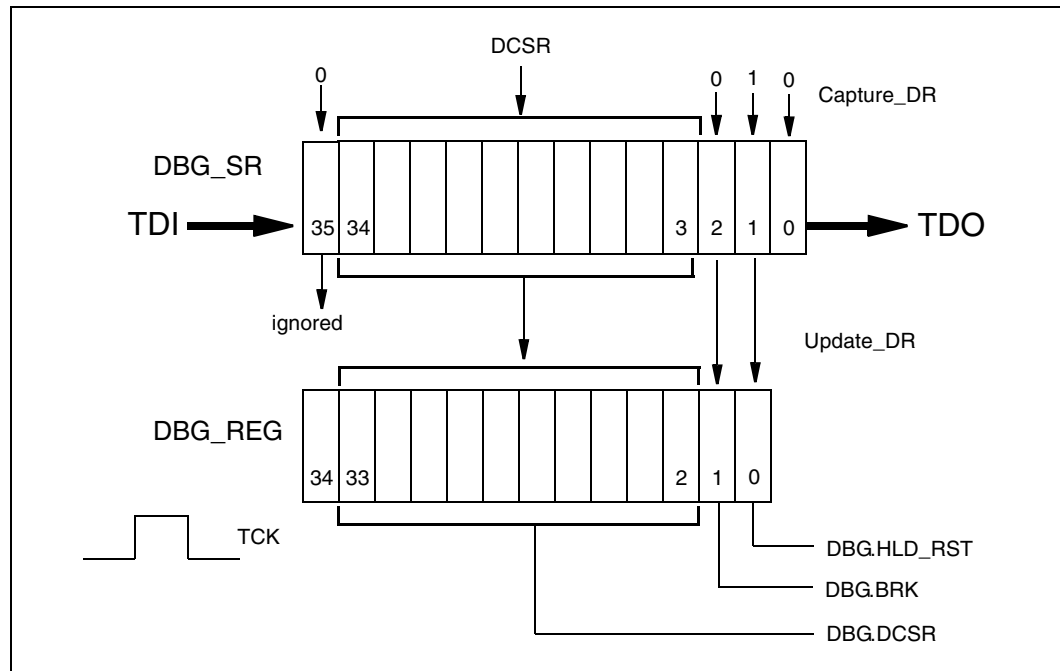 DCSR
0
0 1 0
Capture_DR
DBG_SR
TDI
35 34 3 2 1 0
TDO
ignored
Update_DR
DBG_REG
34 33 2 1 0
TCK
DBG.HLD_RST
DBG.BRK
DBG.DCSR